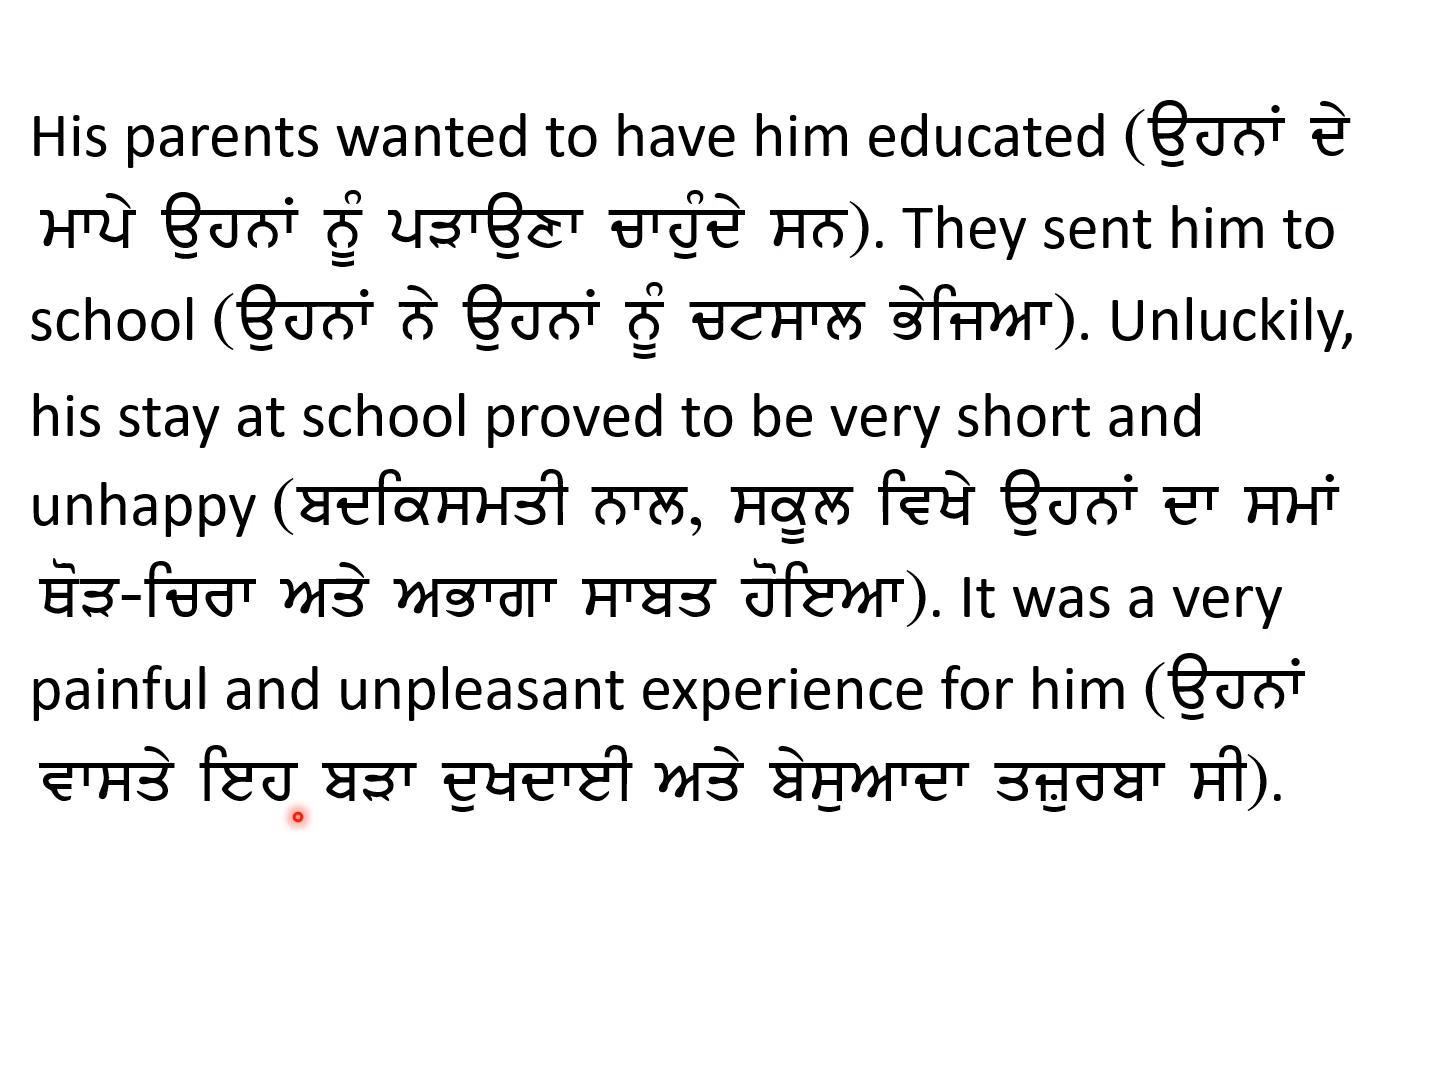 His parents wanted to have him educated (ਉਹਨਾਂ ਦੇ
ਮਾਪੇ ਉਹਨਾਂ ਨੂੰ ਪੜਾਉਣਾ ਚਾਹੁੰਦੇ ਸਨ). They sent him to
school (ਉਹਨਾਂ ਨੇ ਉਹਨਾਂ ਨੂੰ ਚਟਸਾਲ ਭੇਜਿਆ). Unluckily,
his stay at school proved to be very short and
unhappy (ਬਦਕਿਸਮਤੀ ਨਾਲ, ਸਕੂਲ ਵਿਖੇ ਉਹਨਾਂ ਦਾ ਸਮਾਂ
ਥੋੜ-ਚਿਰਾ ਅਤੇ ਅਭਾਗਾ ਸਾਬਤ ਹੋਇਆ). It was a very
painful and unpleasant experience for him (ਉਹਨਾਂ
ਵਾਸਤੇ ਇਹ ਬੜਾ ਦੁਖਦਾਈ ਅਤੇ ਬੇਸੁਆਦਾ ਤਜ਼ੁਰਬਾ ਸੀ).